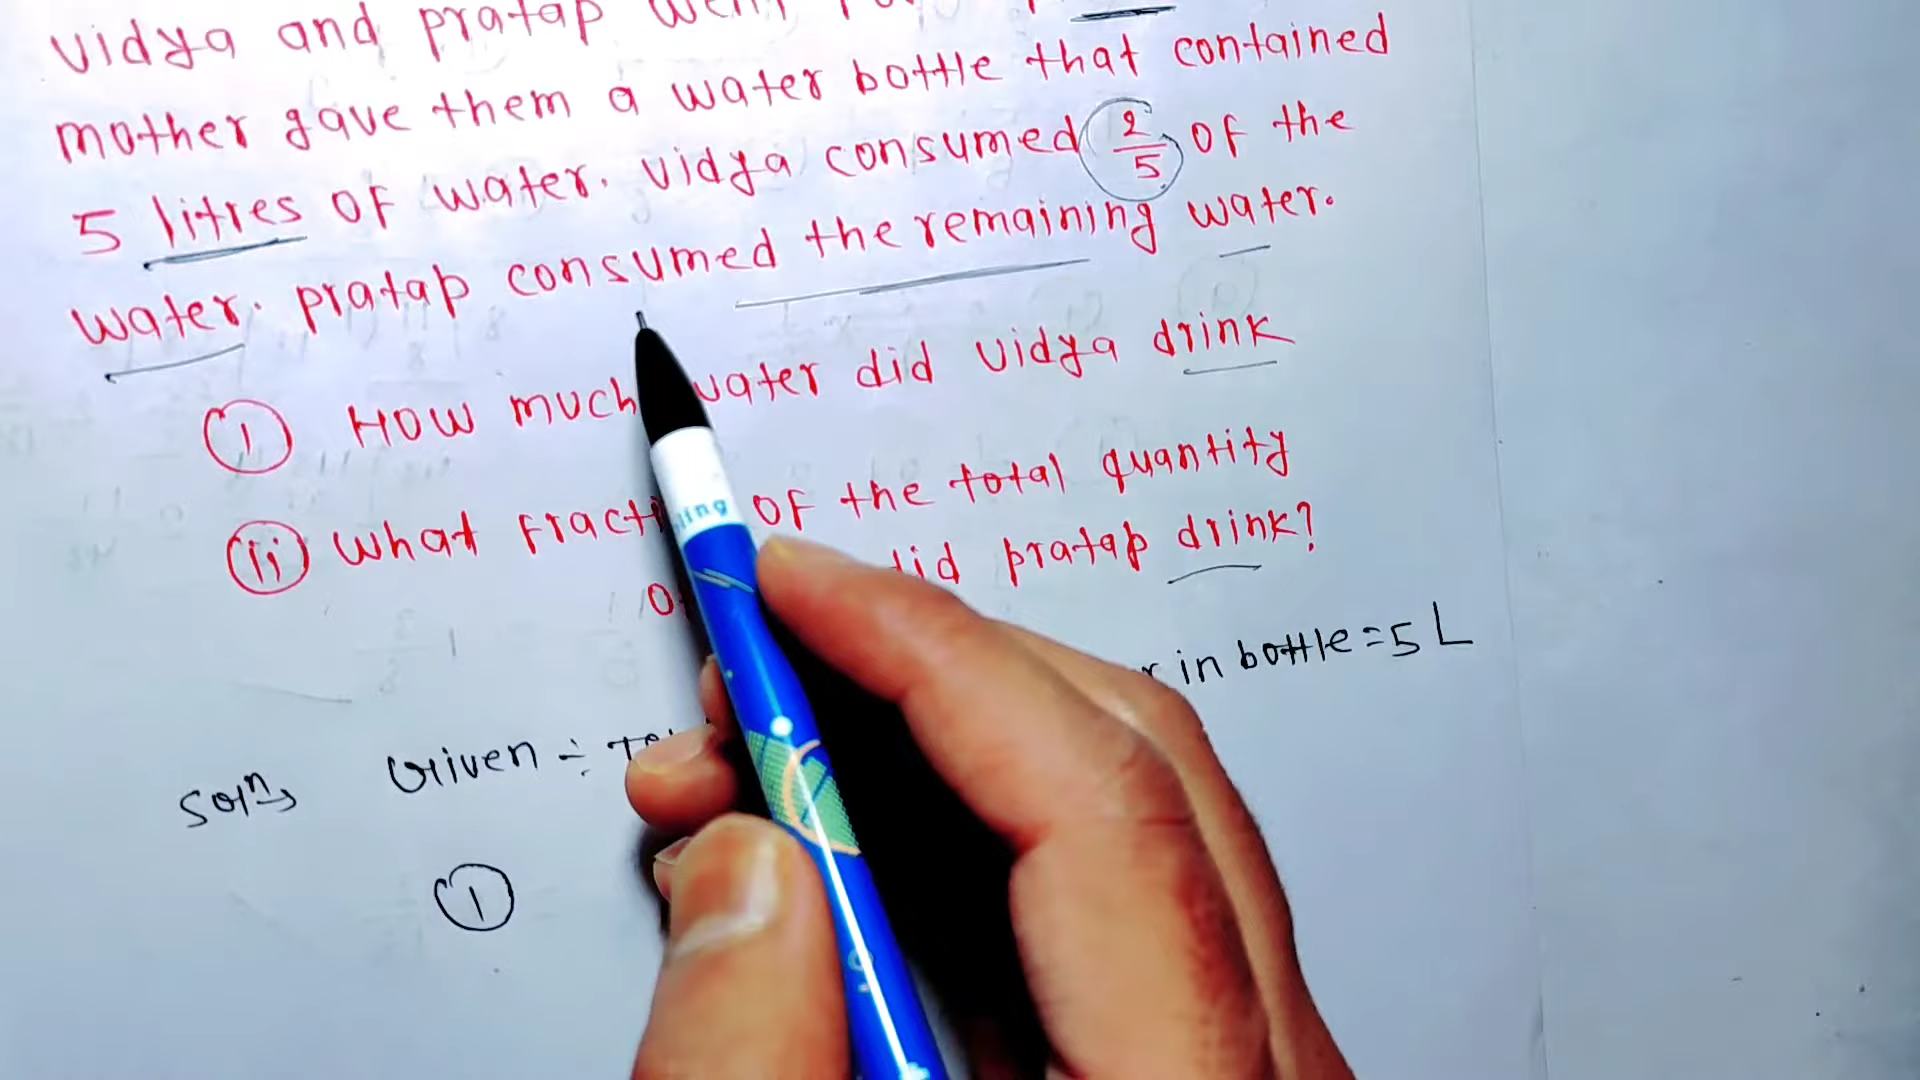 vidya and pratap went
mother gave them a water bottle that contained
5 litres of water. vidya consumed 2/5 of the
water. pratap consumed the remaining water.
(i) How much water did vidya drink
(ii) What of the total quantity
did pratap drink?
Soln→ Given ÷ in bottle = 5 L
(i)
ling